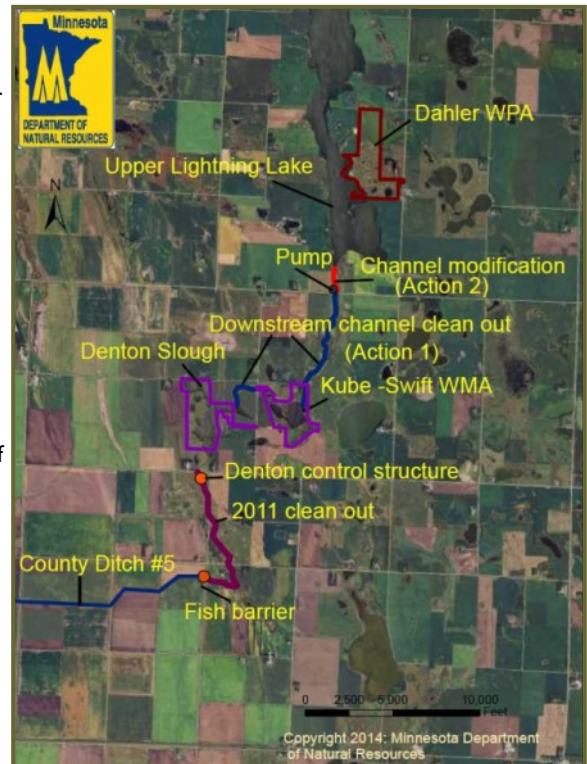 Minnesota
DEPARTMENT OF
NATURAL RESOURCES
Dahler WPA
Upper Lightning Lake
N
Pump
Channel modification
(Action 2)
Downstream channel clean out
(Action 1)
Denton Slough
Kube -Swift WMA
f
Denton control structure
2011 clean out
County Ditch #5
Fish barrier
0 2,500 5,000 10,000
Feet
Copyright 2014: Minnesota Department
of Natural Resources